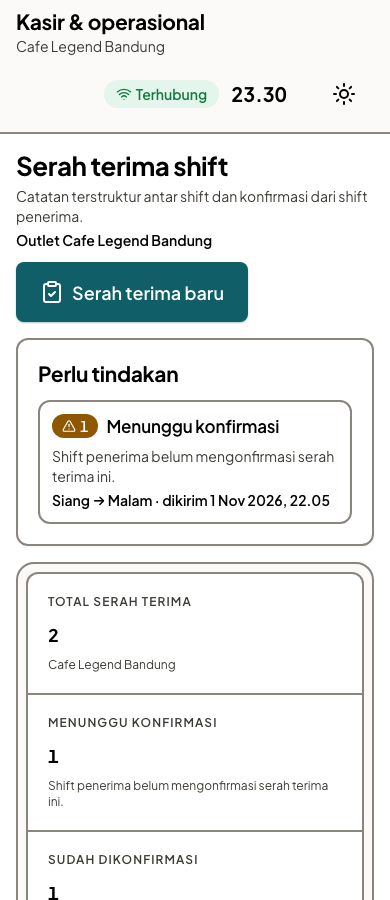 Kasir & operasional
Cafe Legend Bandung
Terhubung 23.30
Serah terima shift
Catatan terstruktur antar shift dan konfirmasi dari shift
penerima.
Outlet Cafe Legend Bandung
Serah terima baru
Perlu tindakan
1 Menunggu konfirmasi
Shift penerima belum mengonfirmasi serah
terima ini.
Siang → Malam · dikirim 1 Nov 2026, 22.05
TOTAL SERAH TERIMA
2
Cafe Legend Bandung
MENUNGGU KONFIRMASI
1
Shift penerima belum mengonfirmasi serah terima
ini.
SUDAH DIKONFIRMASI
1